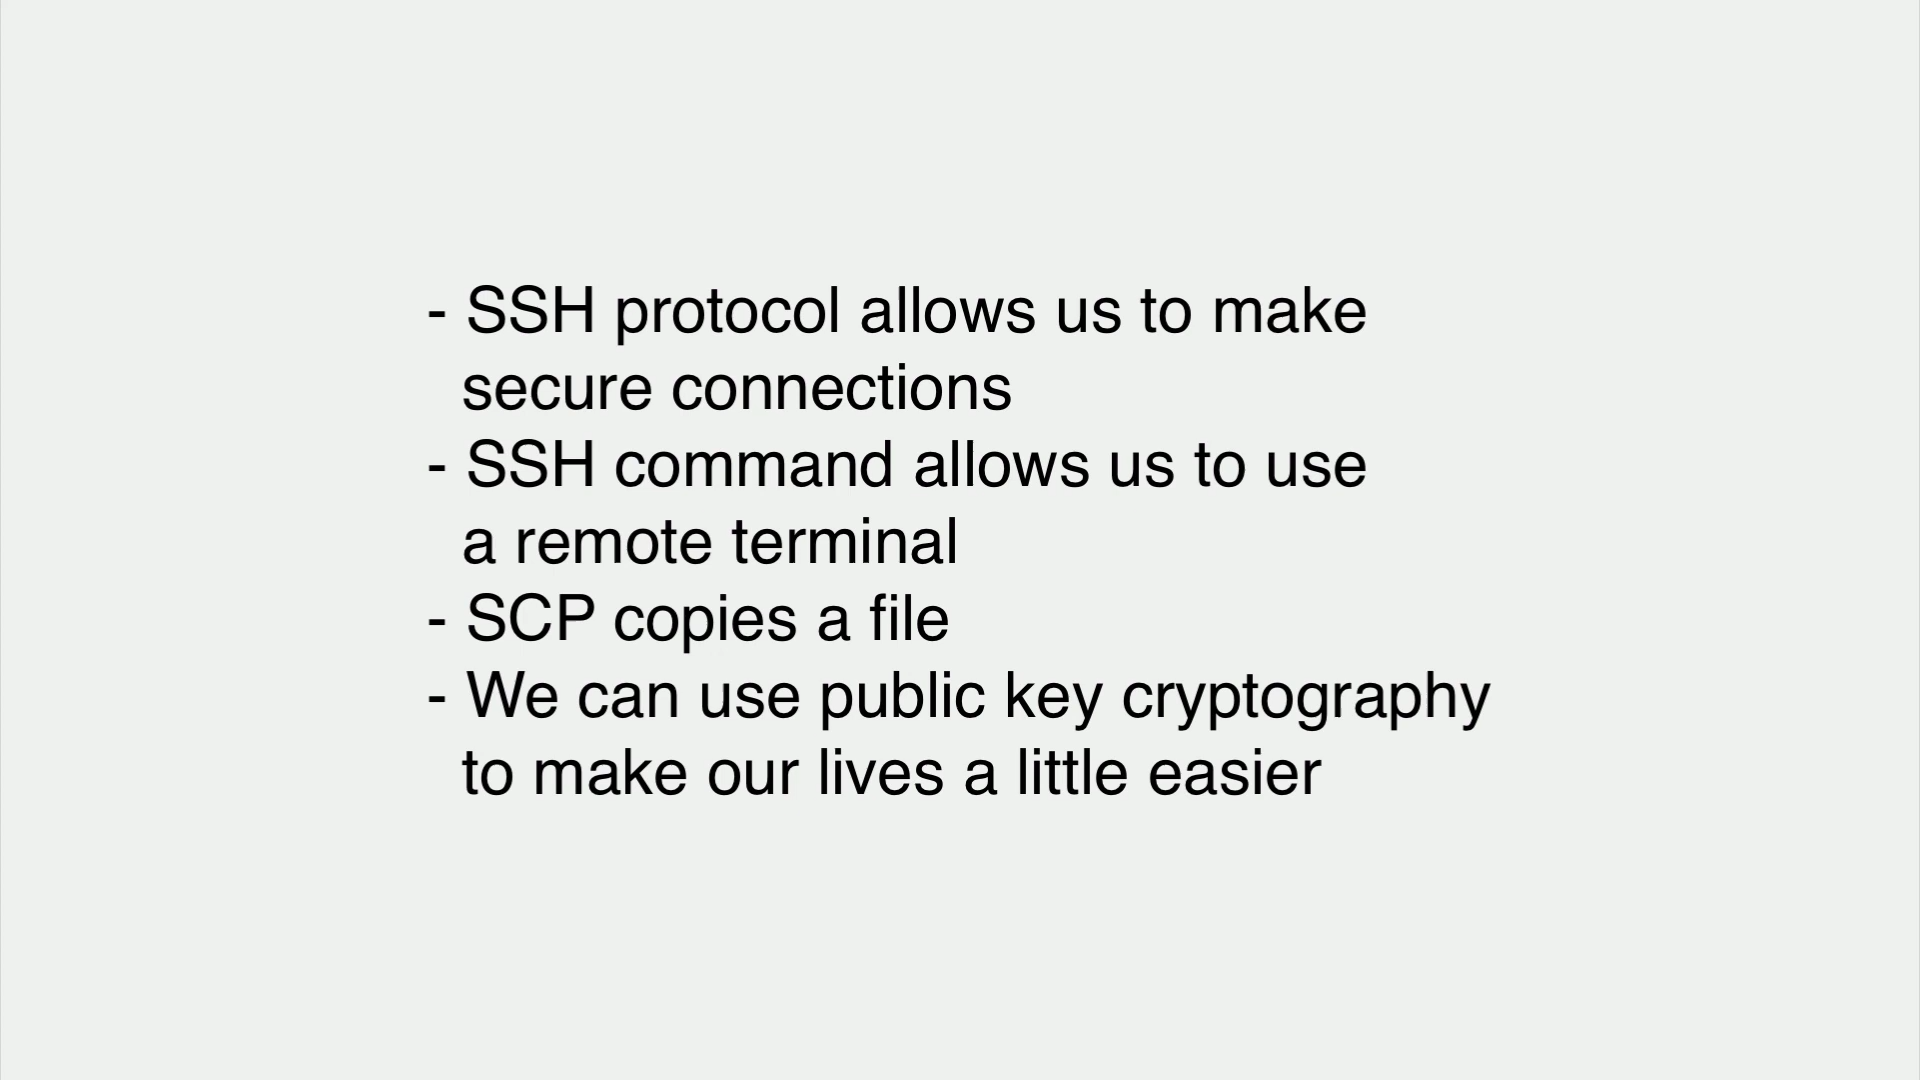 - SSH protocol allows us to make
secure connections
- SSH command allows us to use
a remote terminal
- SCP copies a file
- We can use public key cryptography
to make our lives a little easier